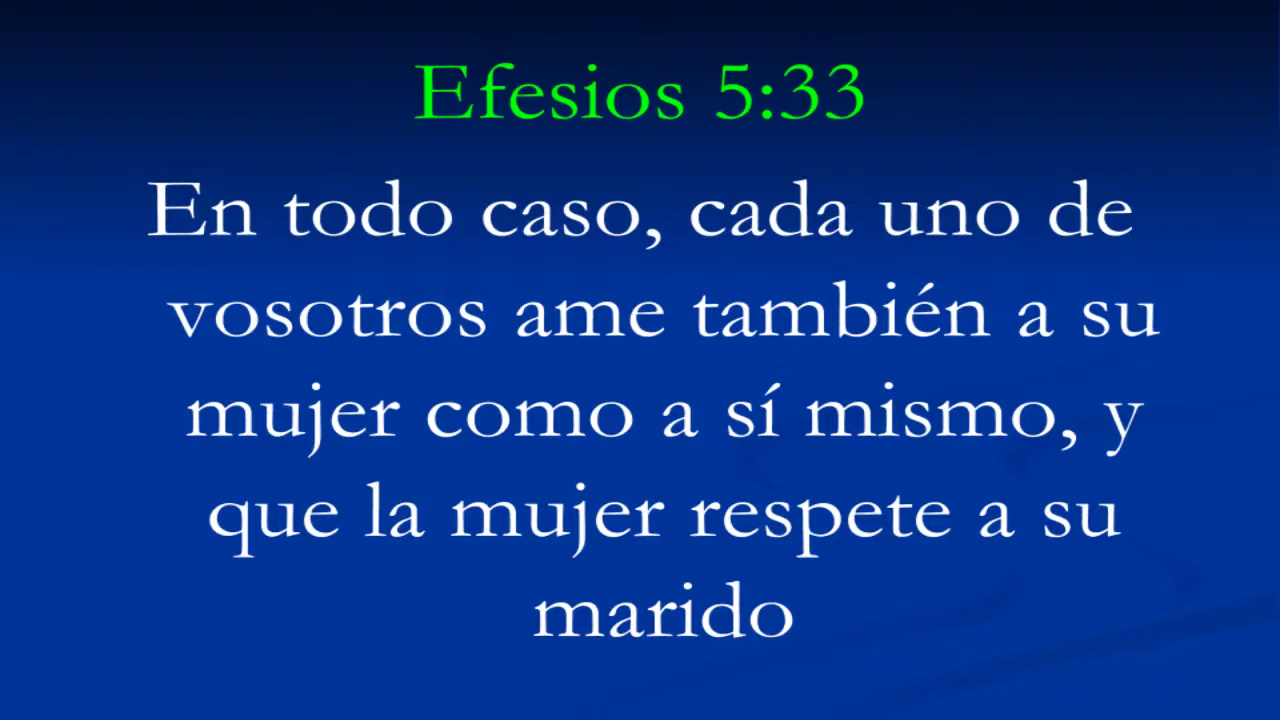 Efesios 5:33
En todo caso, cada uno de
vosotros ame también a su
mujer como a sí mismo, y
que la mujer respete a su
marido